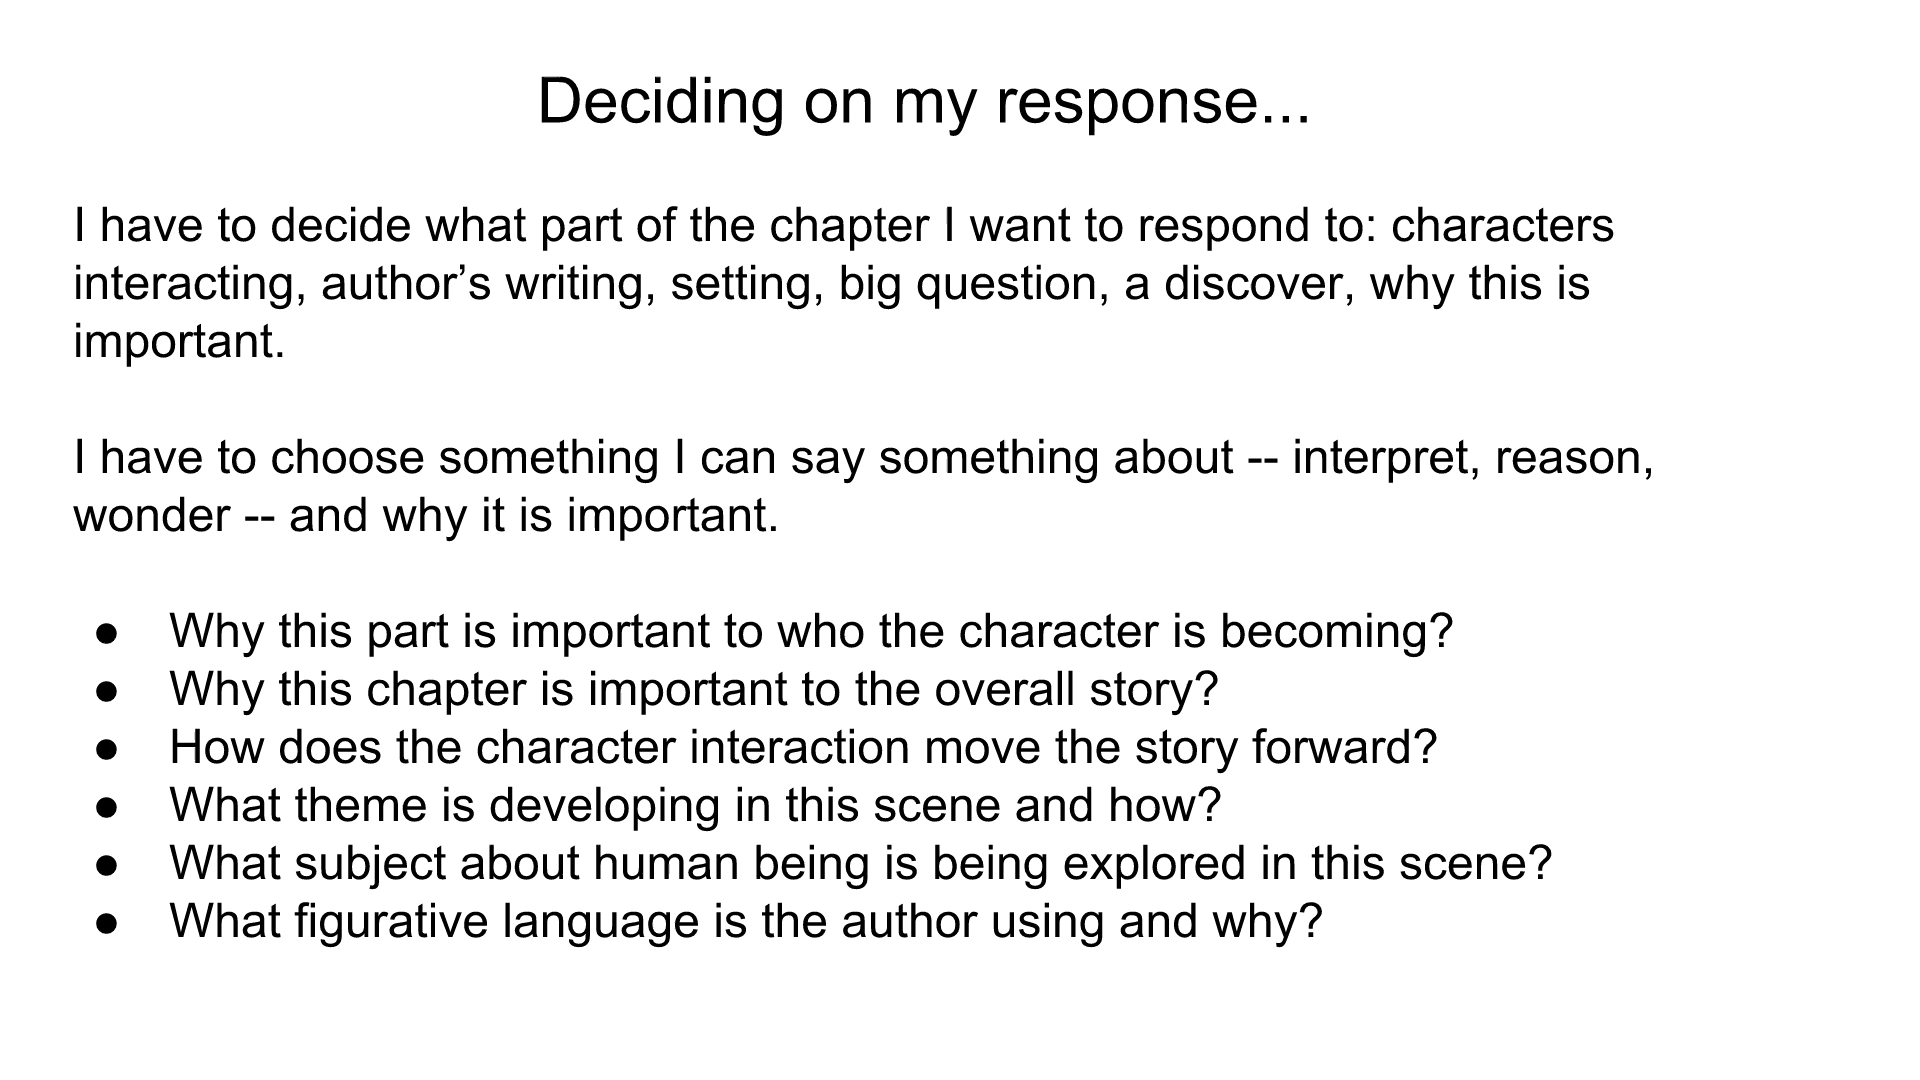 Deciding on my response...
I have to decide what part of the chapter I want to respond to: characters
interacting, author’s writing, setting, big question, a discover, why this is
important.
I have to choose something I can say something about -- interpret, reason,
wonder -- and why it is important.
● Why this part is important to who the character is becoming?
● Why this chapter is important to the overall story?
● How does the character interaction move the story forward?
● What theme is developing in this scene and how?
● What subject about human being is being explored in this scene?
● What figurative language is the author using and why?